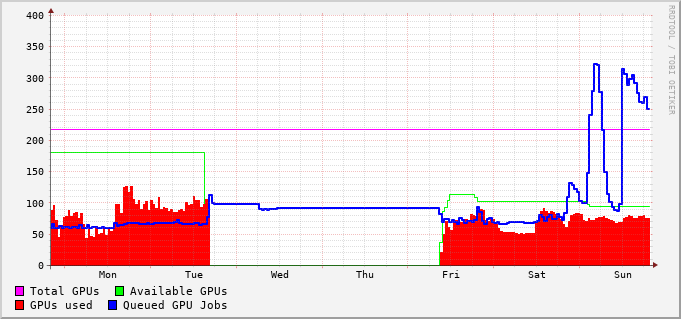 400
350
300
250
200
150
100
50
0
Mon Tue Wed Thu Fri Sat Sun
Total GPUs Available GPUs
GPUs used Queued GPU Jobs
RRDTOOL / TOBI OETIKER